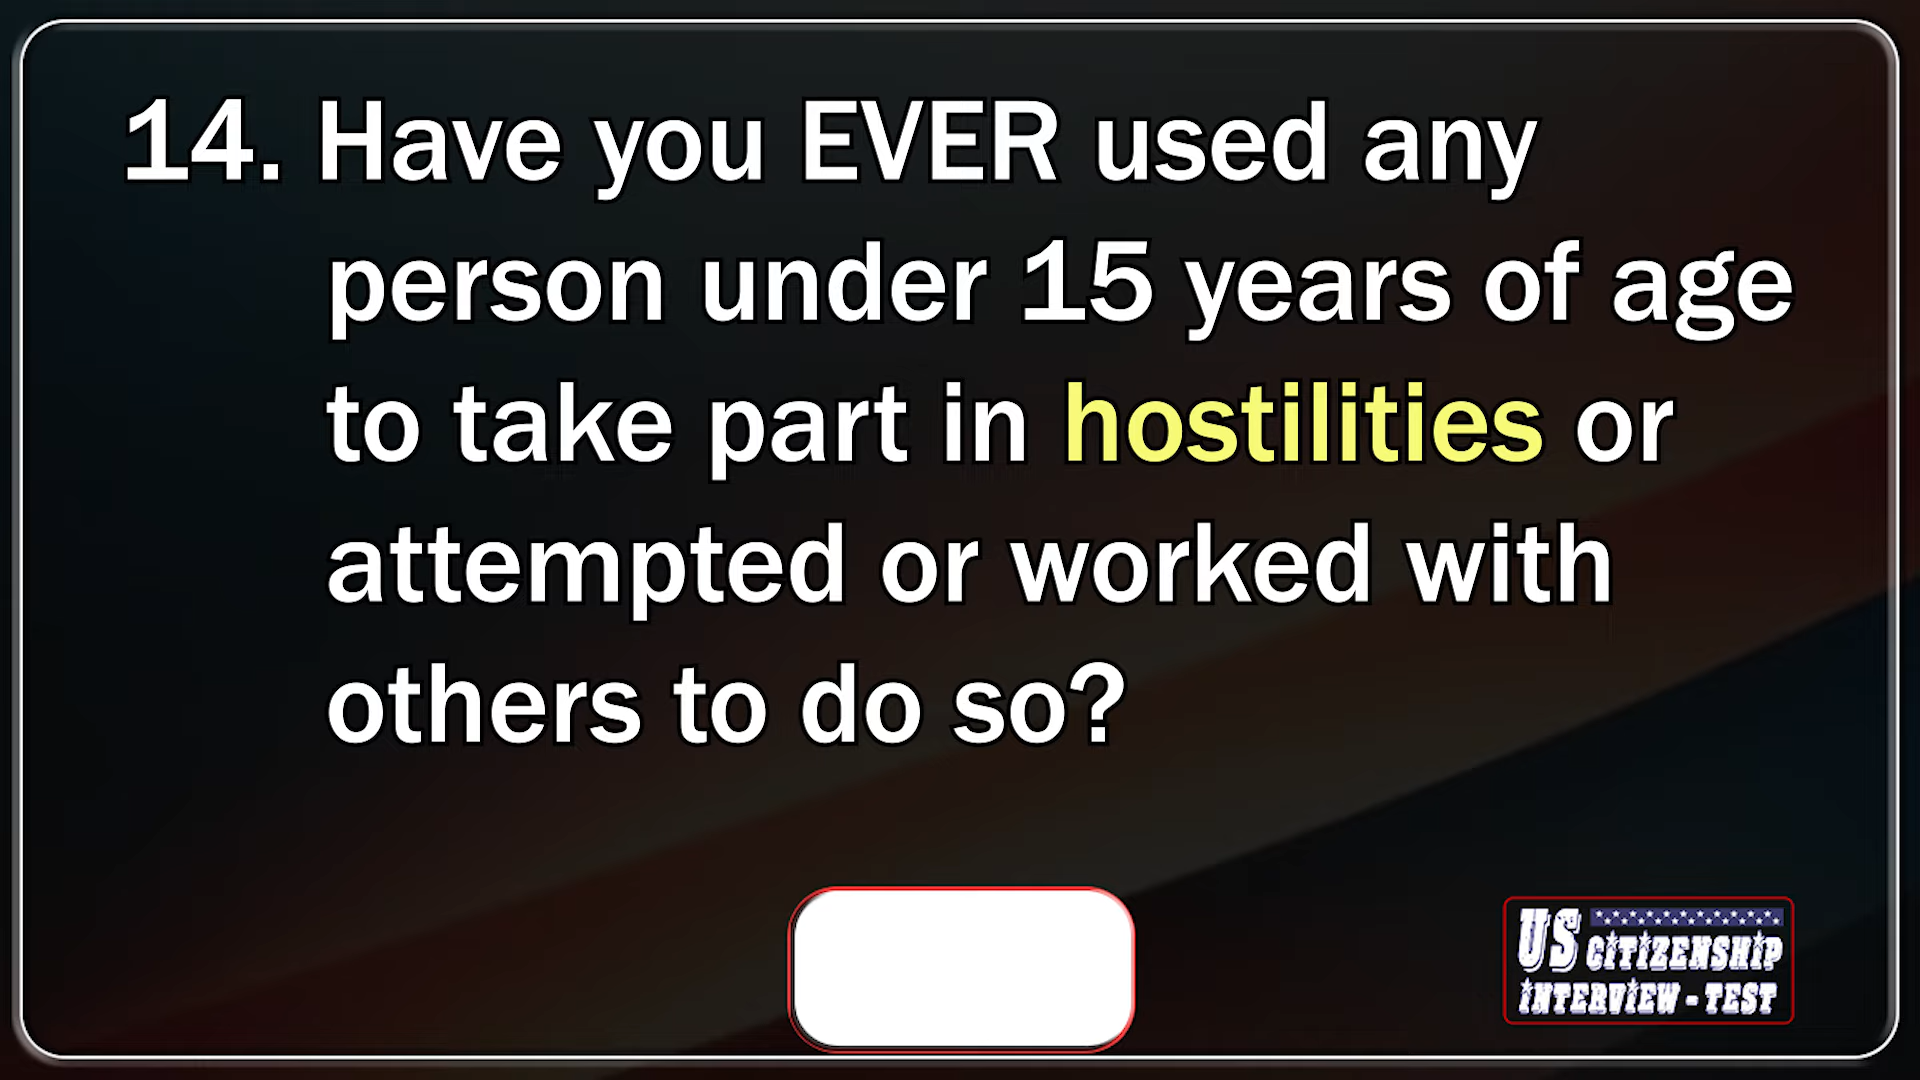 14. Have you EVER used any
person under 15 years of age
to take part in hostilities or
attempted or worked with
others to do so?
US CITIZENSHIP
INTERVIEW - TEST